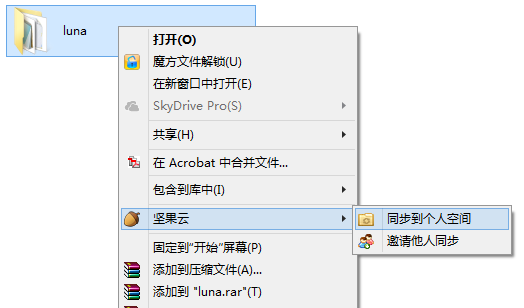 luna
打开(O)
魔方文件解锁(U)
在新窗口中打开(E)
SkyDrive Pro(S)
共享(H)
在 Acrobat 中合并文件...
包含到库中(I)
坚果云
同步到个人空间
邀请他人同步
固定到"开始"屏幕(P)
添加到压缩文件(A)...
添加到 "luna.rar"(T)